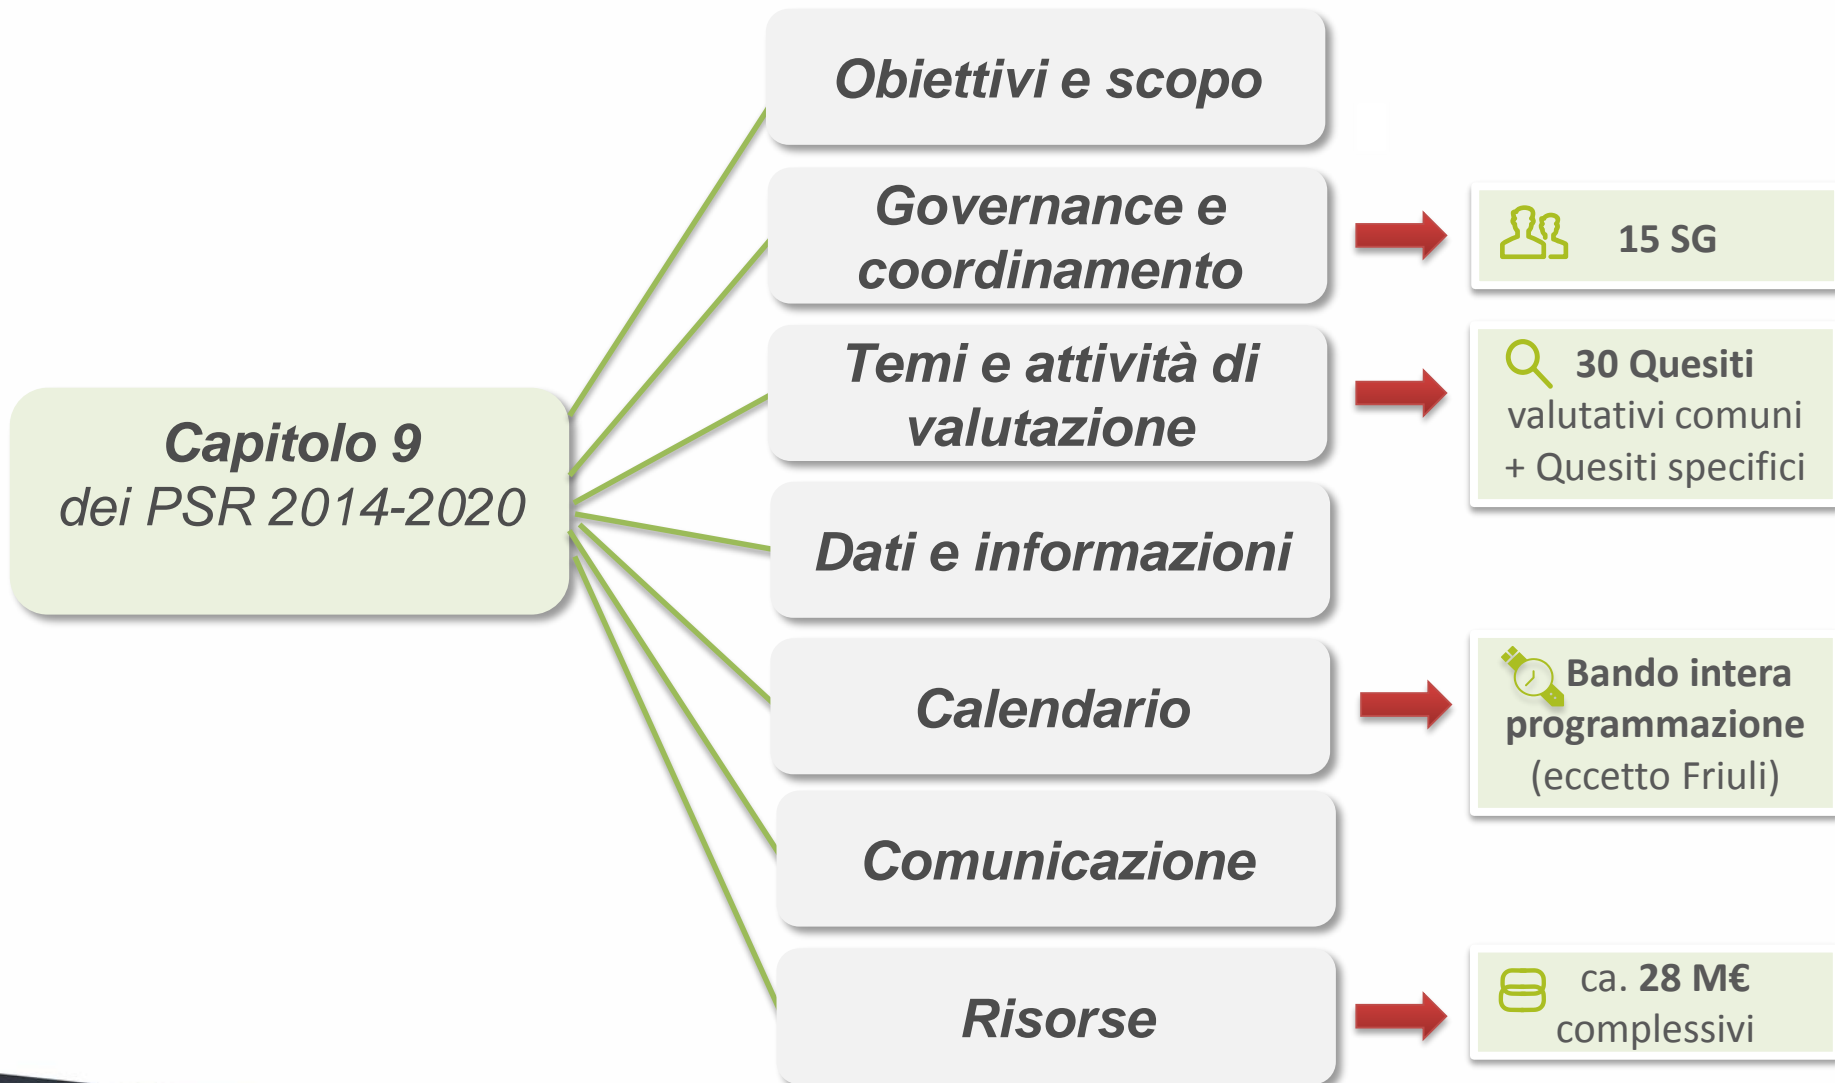 Capitolo 9
dei PSR 2014-2020
Obiettivi e scopo
Governance e
coordinamento
15 SG
Temi e attività di
valutazione
30 Quesiti
valutativi comuni
+ Quesiti specifici
Dati e informazioni
Calendario
Bando intera
programmazione
(eccetto Friuli)
Comunicazione
Risorse
ca. 28 M€
complessivi